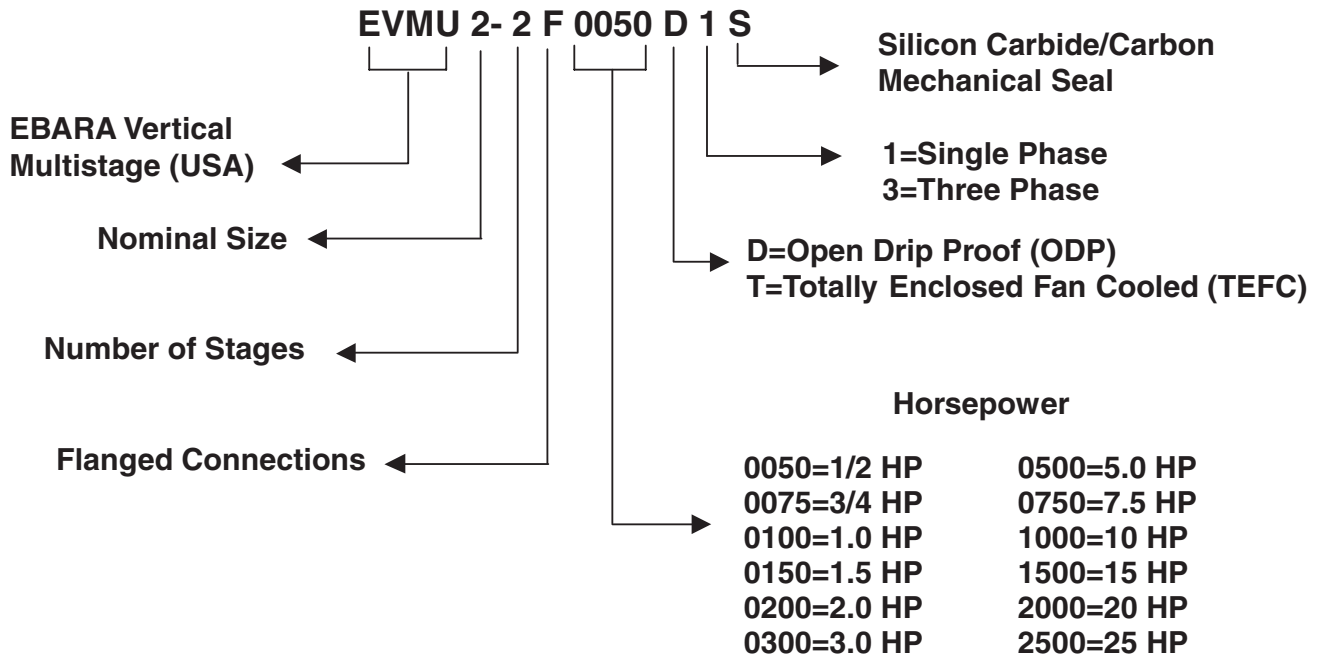 EVMU 2- 2 F 0050 D 1 S
Silicon Carbide/Carbon
Mechanical Seal
EBARA Vertical
Multistage (USA)
1=Single Phase
3=Three Phase
Nominal Size
D=Open Drip Proof (ODP)
T=Totally Enclosed Fan Cooled (TEFC)
Number of Stages
Flanged Connections
Horsepower
0050=1/2 HP 0500=5.0 HP
0075=3/4 HP 0750=7.5 HP
0100=1.0 HP 1000=10 HP
0150=1.5 HP 1500=15 HP
0200=2.0 HP 2000=20 HP
0300=3.0 HP 2500=25 HP